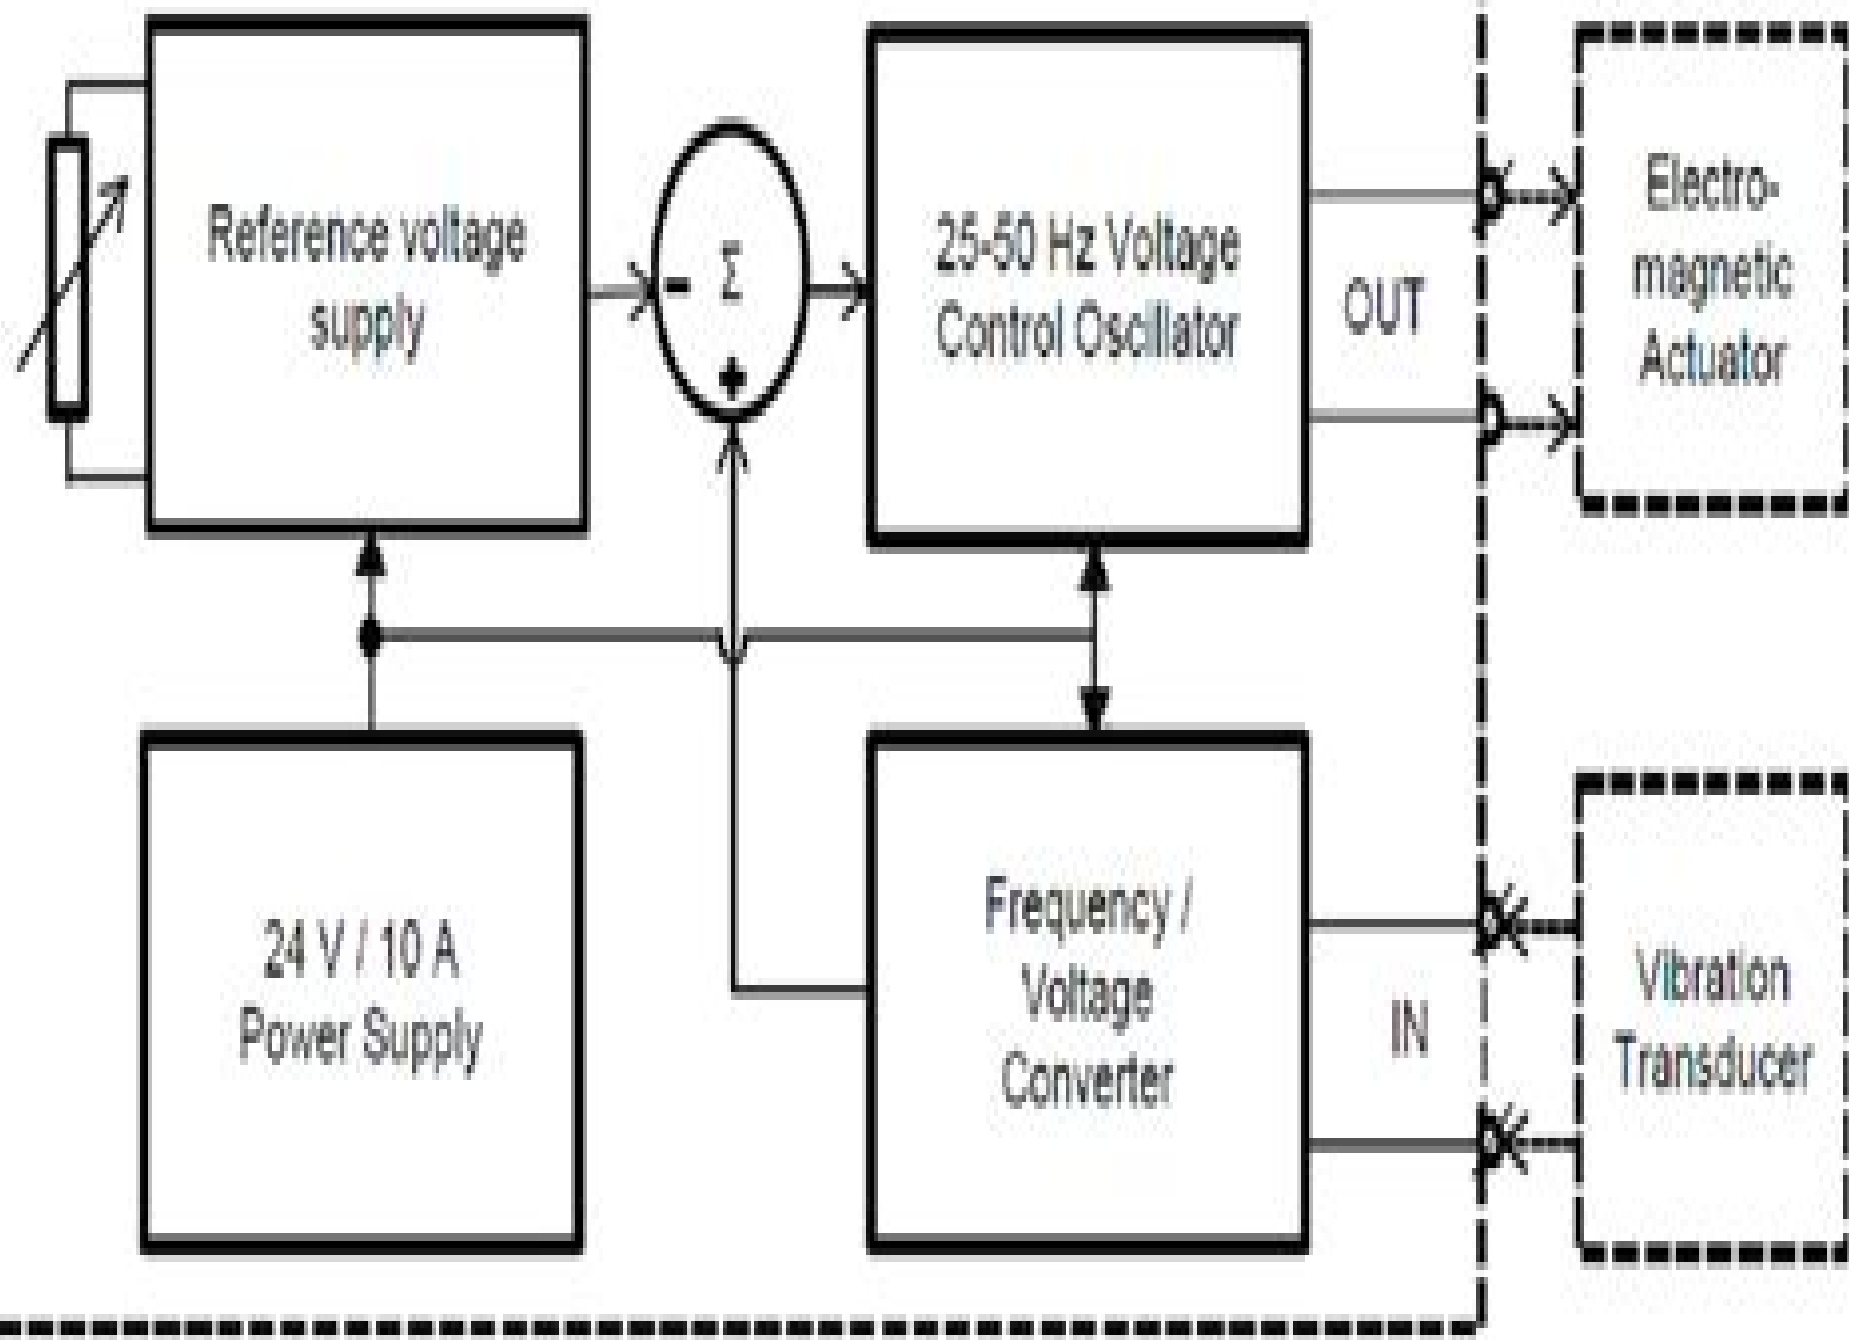 Reference voltage
supply
- Σ
+
25-50 Hz Voltage
Control Oscillator
OUT
Electro-
magnetic
Actuator
24 V / 10 A
Power Supply
Frequency /
Voltage
Converter
IN
Vibration
Transducer